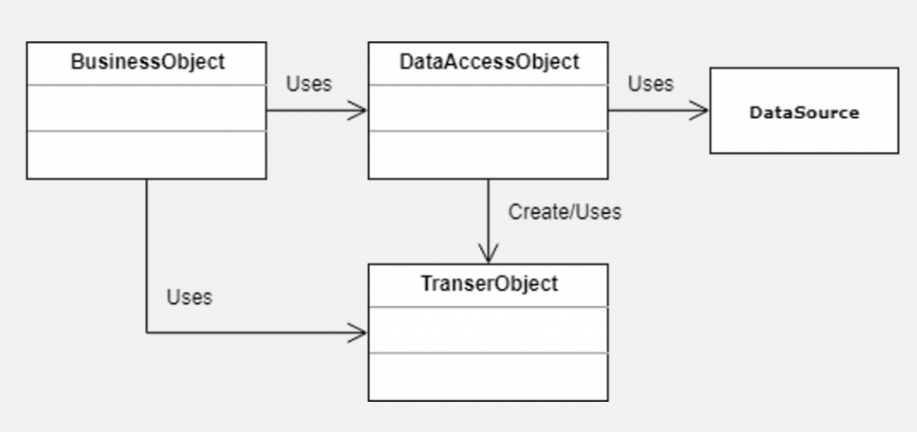 BusinessObject
Uses
DataAccessObject
Uses
DataSource
Create/Uses
TranserObject
Uses